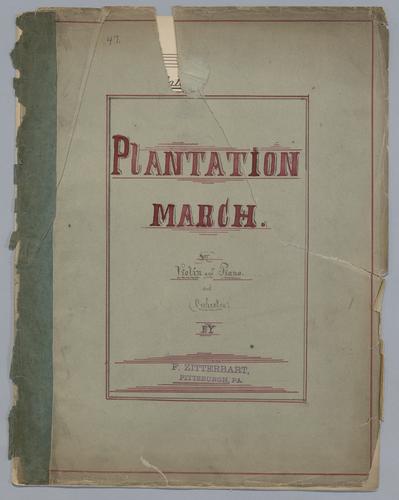 47.
PLANTATION
MARCH.
for
Violin and Piano.
and
(Orchestra)
BY
F. ZITTERBART,
PITTSBURGH, PA.